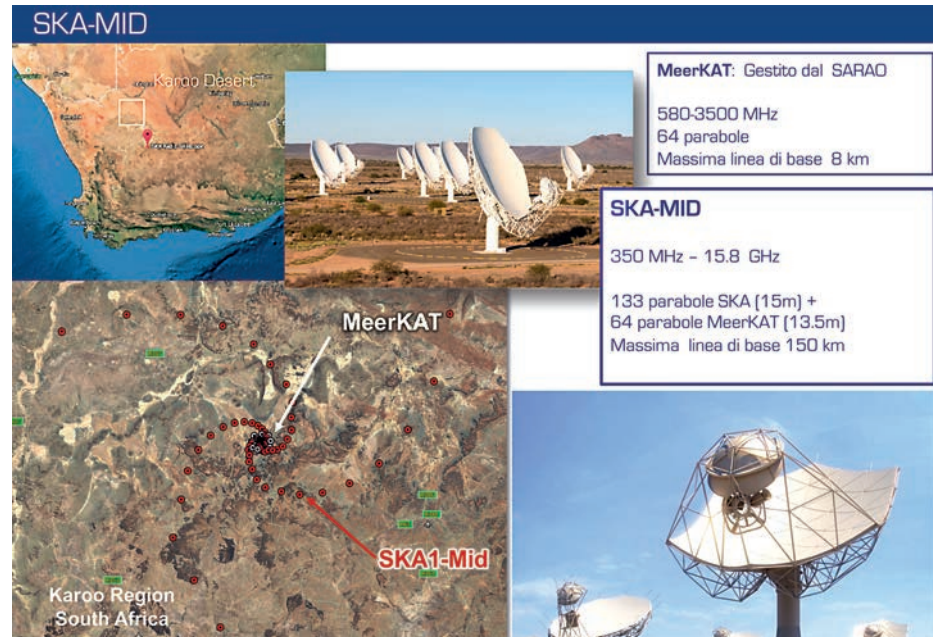 SKA-MID
Karoo Desert
MeerKAT: Gestito dal SARAO
580-3500 MHz
64 parabole
Massima linea di base 8 km
SKA-MID
350 MHz – 15.8 GHz
133 parabole SKA (15m) +
64 parabole MeerKAT (13.5m)
Massima linea di base 150 km
MeerKAT
SKA1-Mid
Karoo Region
South Africa